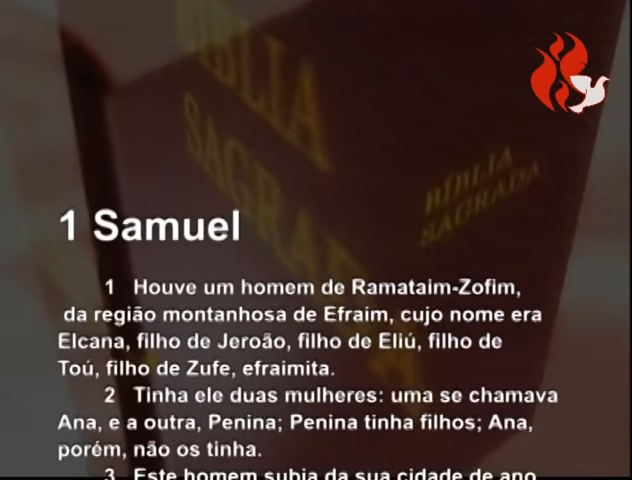 BÍBLIA
SAGRADA
BÍBLIA
SAGRADA
1 Samuel
1 Houve um homem de Ramataim-Zofim,
da região montanhosa de Efraim, cujo nome era
Elcana, filho de Jeroão, filho de Eliú, filho de
Toú, filho de Zufe, efraimita.
2 Tinha ele duas mulheres: uma se chamava
Ana, e a outra, Penina; Penina tinha filhos; Ana,
porém, não os tinha.
3 Este homem subia da sua cidade de ano